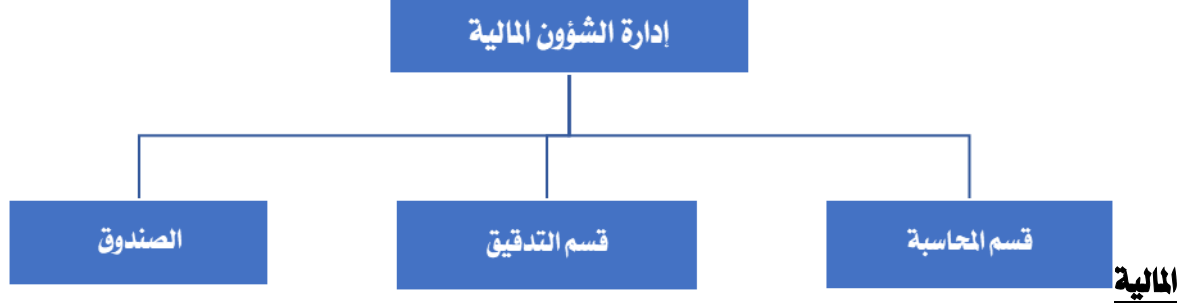 إدارة الشؤون المالية
قسم المحاسبة
قسم التدقيق
الصندوق
المالية